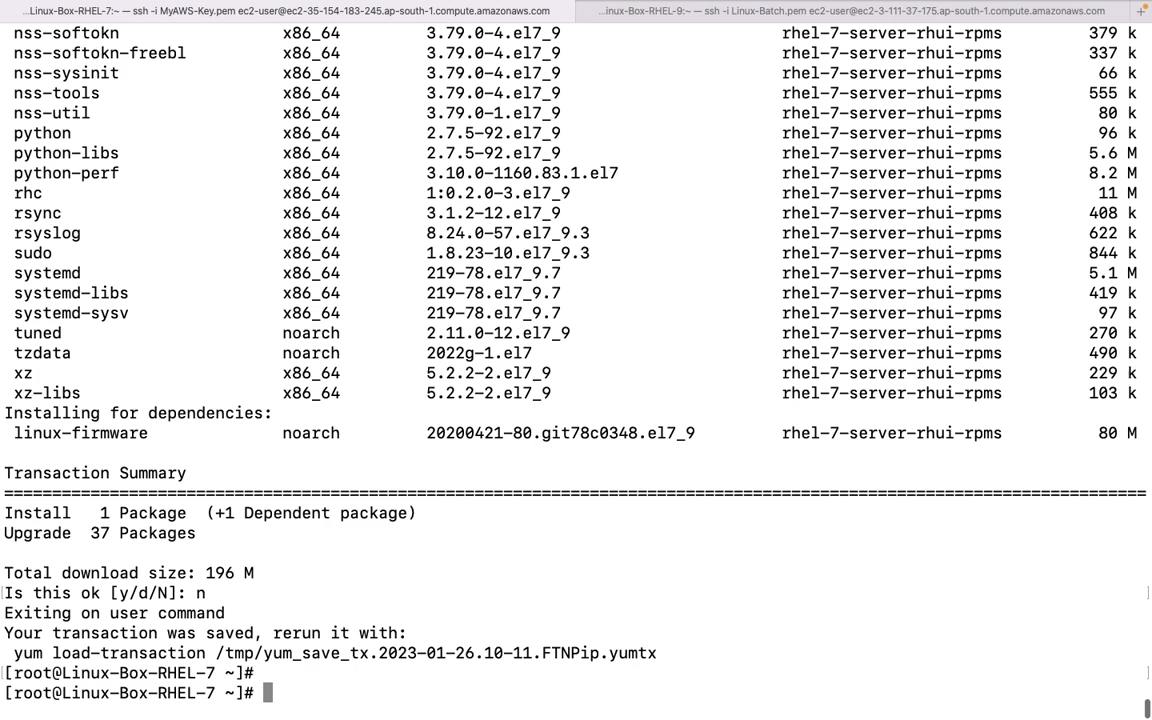 ...Linux-Box-RHEL-7:~ — ssh -i MyAWS-Key.pem ec2-user@ec2-35-154-183-245.ap-south-1.compute.amazonaws.com ...inux-Box-RHEL-9:~ — ssh -i Linux-Batch.pem ec2-user@ec2-3-111-37-175.ap-south-1.compute.amazonaws.com +
nss-softokn x86_64 3.79.0-4.el7_9 rhel-7-server-rhui-rpms 379 k
nss-softokn-freebl x86_64 3.79.0-4.el7_9 rhel-7-server-rhui-rpms 337 k
nss-sysinit x86_64 3.79.0-4.el7_9 rhel-7-server-rhui-rpms 66 k
nss-tools x86_64 3.79.0-4.el7_9 rhel-7-server-rhui-rpms 555 k
nss-util x86_64 3.79.0-1.el7_9 rhel-7-server-rhui-rpms 80 k
python x86_64 2.7.5-92.el7_9 rhel-7-server-rhui-rpms 96 k
python-libs x86_64 2.7.5-92.el7_9 rhel-7-server-rhui-rpms 5.6 M
python-perf x86_64 3.10.0-1160.83.1.el7 rhel-7-server-rhui-rpms 8.2 M
rhc x86_64 1:0.2.0-3.el7_9 rhel-7-server-rhui-rpms 11 M
rsync x86_64 3.1.2-12.el7_9 rhel-7-server-rhui-rpms 408 k
rsyslog x86_64 8.24.0-57.el7_9.3 rhel-7-server-rhui-rpms 622 k
sudo x86_64 1.8.23-10.el7_9.3 rhel-7-server-rhui-rpms 844 k
systemd x86_64 219-78.el7_9.7 rhel-7-server-rhui-rpms 5.1 M
systemd-libs x86_64 219-78.el7_9.7 rhel-7-server-rhui-rpms 419 k
systemd-sysv x86_64 219-78.el7_9.7 rhel-7-server-rhui-rpms 97 k
tuned noarch 2.11.0-12.el7_9 rhel-7-server-rhui-rpms 270 k
tzdata noarch 2022g-1.el7 rhel-7-server-rhui-rpms 490 k
xz x86_64 5.2.2-2.el7_9 rhel-7-server-rhui-rpms 229 k
xz-libs x86_64 5.2.2-2.el7_9 rhel-7-server-rhui-rpms 103 k
Installing for dependencies:
linux-firmware noarch 20200421-80.git78c0348.el7_9 rhel-7-server-rhui-rpms 80 M
Transaction Summary
================================================================================
Install 1 Package (+1 Dependent package)
Upgrade 37 Packages
Total download size: 196 M
Is this ok [y/d/N]: n
Exiting on user command
Your transaction was saved, rerun it with:
yum load-transaction /tmp/yum_save_tx.2023-01-26.10-11.FTNPip.yumtx
[root@Linux-Box-RHEL-7 ~]#
[root@Linux-Box-RHEL-7 ~]#